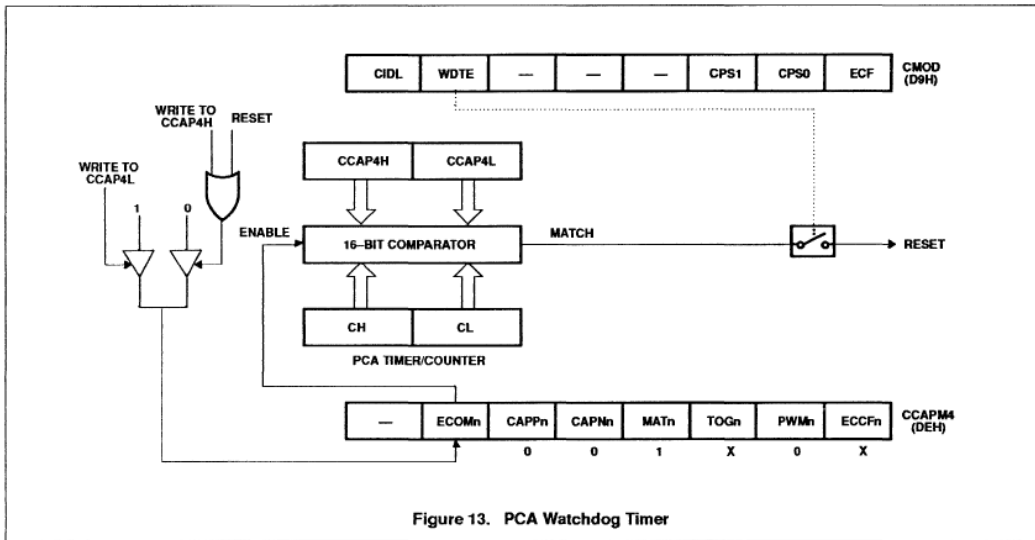 CIDL WDTE — — — CPS1 CPS0 ECF CMOD
(D9H)
WRITE TO
CCAP4H RESET
WRITE TO
CCAP4L
1 0
CCAP4H CCAP4L
ENABLE 16–BIT COMPARATOR MATCH RESET
CH CL
PCA TIMER/COUNTER
— ECOMn CAPPn CAPNn MATn TOGn PWMn ECCFn CCAPM4
(DEH)
0 0 1 X 0 X
Figure 13. PCA Watchdog Timer